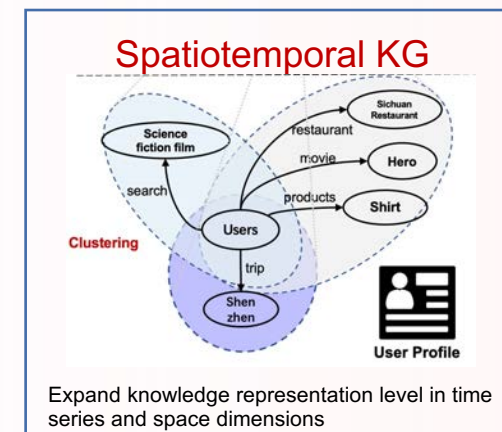 Spatiotemporal KG
Sichuan
Restaurant
restaurant
Science
fiction film
movie
Hero
search
products
Shirt
Users
Clustering
trip
Shen
zhen
User Profile
Expand knowledge representation level in time
series and space dimensions